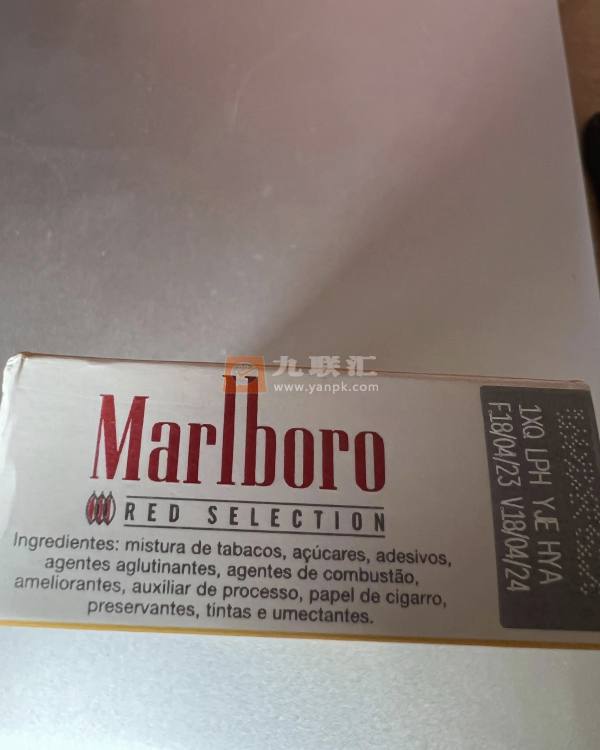 九联汇
www.yanpk.com
Marlboro
RED SELECTION
Ingredientes: mistura de tabacos, açúcares, adesivos,
agentes aglutinantes, agentes de combustão,
ameliorantes, auxiliar de processo, papel de cigarro,
preservantes, tintas e umectantes.
1XQ LPH Y.E HYA
F.18/04/23 V.18/04/24